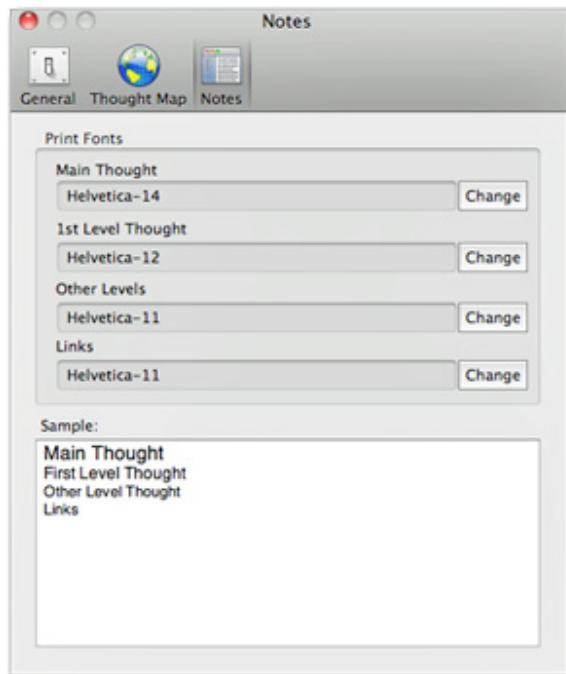 Notes
General Thought Map Notes
Print Fonts
Main Thought
Helvetica-14 Change
1st Level Thought
Helvetica-12 Change
Other Levels
Helvetica-11 Change
Links
Helvetica-11 Change
Sample:
Main Thought
First Level Thought
Other Level Thought
Links